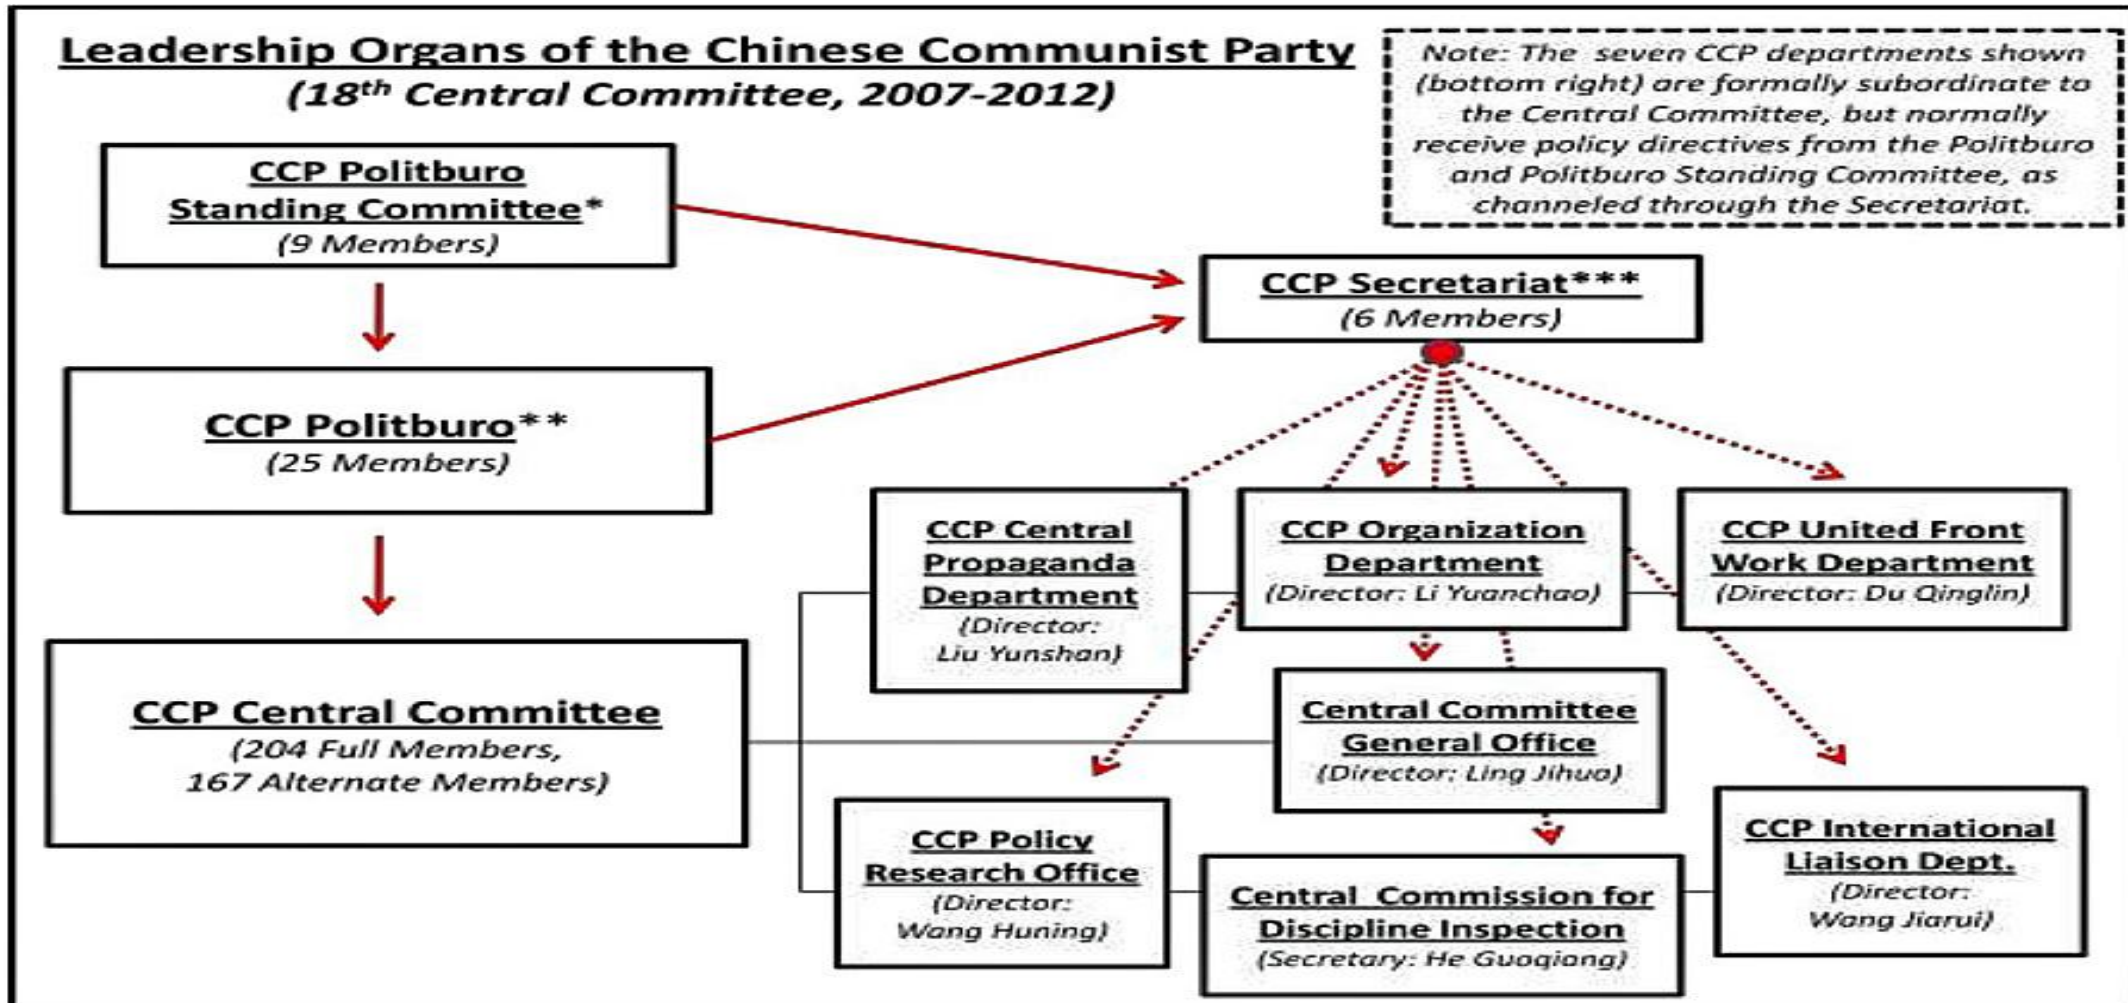 Leadership Organs of the Chinese Communist Party
(18th Central Committee, 2007-2012)
Note: The seven CCP departments shown
(bottom right) are formally subordinate to
the Central Committee, but normally
receive policy directives from the Politburo
and Politburo Standing Committee, as
channeled through the Secretariat.
CCP Politburo
Standing Committee*
(9 Members)
CCP Secretariat***
(6 Members)
CCP Politburo**
(25 Members)
CCP Central Committee
(204 Full Members,
167 Alternate Members)
CCP Central
Propaganda
Department
(Director:
Liu Yunshan)
CCP Organization
Department
(Director: Li Yuanchao)
CCP United Front
Work Department
(Director: Du Qinglin)
Central Committee
General Office
(Director: Ling Jihua)
CCP Policy
Research Office
(Director:
Wang Huning)
Central Commission for
Discipline Inspection
(Secretary: He Guoqiang)
CCP International
Liaison Dept.
(Director:
Wang Jiarui)